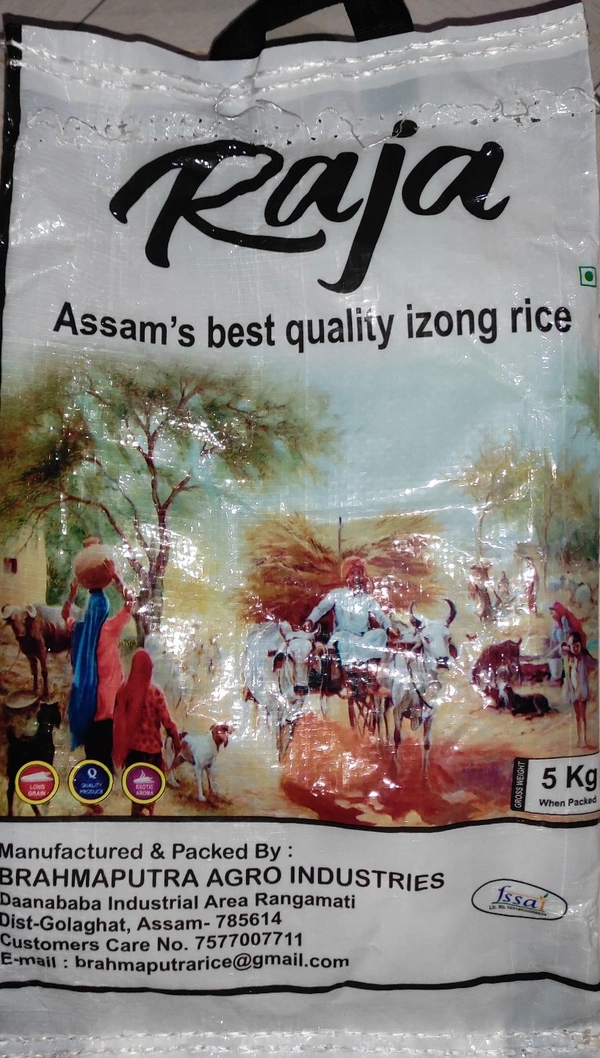 Raja
Assam's best quality izong rice
LONG GRAIN
Q
QUALITY PRODUCT
EXOTIC AROMA
GROSS WEIGHT
5 Kg
When Packed
Manufactured & Packed By :
BRAHMAPUTRA AGRO INDUSTRIES
Daanababa Industrial Area Rangamati
Dist-Golaghat, Assam- 785614
Customers Care No. 7577007711
E-mail : brahmaputrarice@gmail.com
fssai